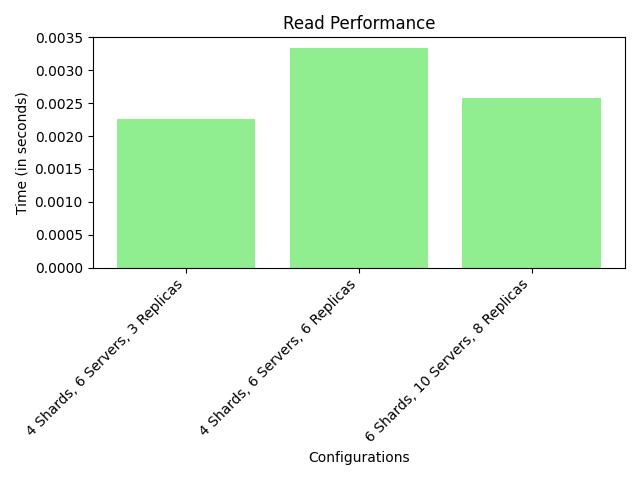 Read Performance
Time (in seconds)
0.0035
0.0030
0.0025
0.0020
0.0015
0.0010
0.0005
0.0000
4 Shards, 6 Servers, 3 Replicas
4 Shards, 6 Servers, 6 Replicas
6 Shards, 10 Servers, 8 Replicas
Configurations